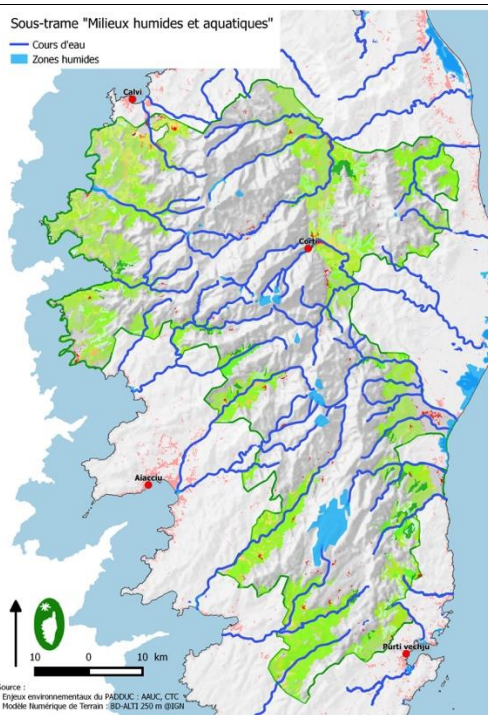 Sous-trame "Milieux humides et aquatiques"
Cours d'eau
Zones humides
Calvi
Corti
Aiacciu
Purti vechju
10 0 10 km
Source :
Enjeux environnementaux du PADDUC : AAUC, CTC
Modèle Numérique de Terrain : BD-ALTI 250 m @IGN